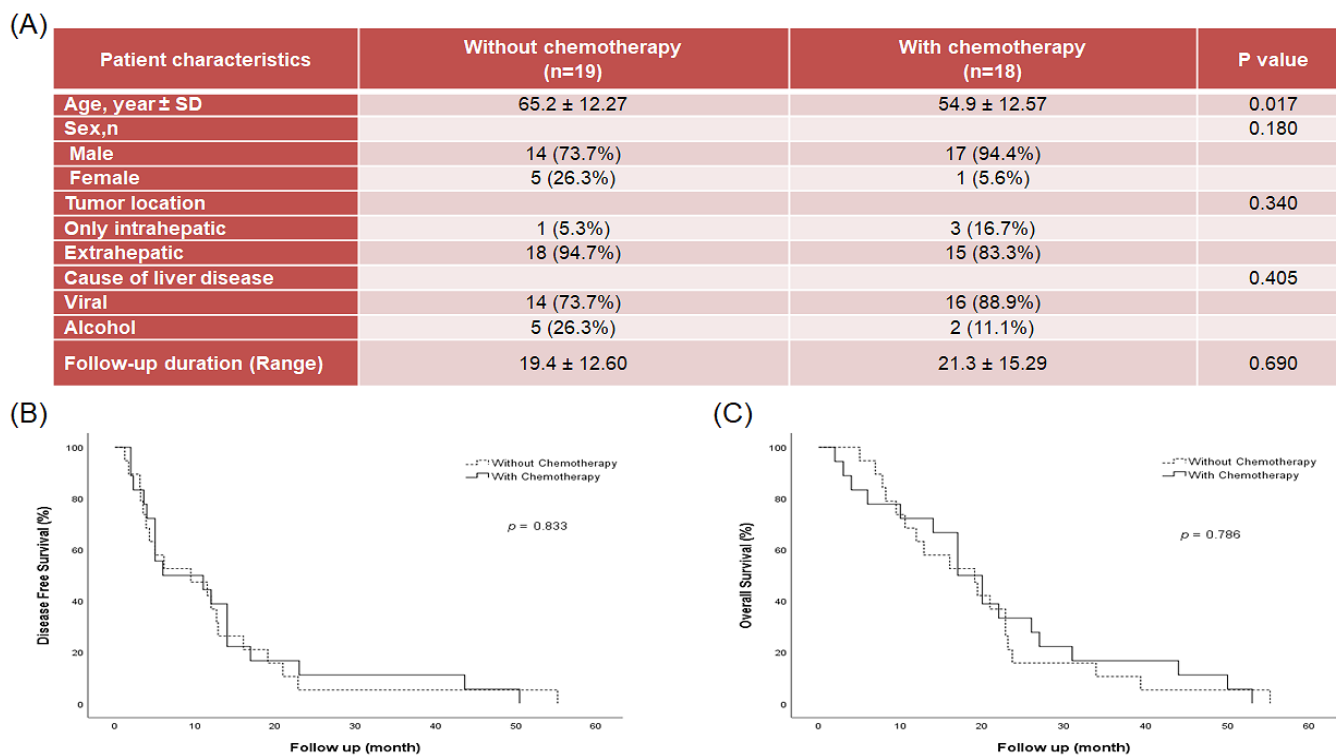 (A)
Patient characteristics Without chemotherapy (n=19) With chemotherapy (n=18) P value
Age, year ± SD 65.2 ± 12.27 54.9 ± 12.57 0.017
Sex,n 0.180
Male 14 (73.7%) 17 (94.4%)
Female 5 (26.3%) 1 (5.6%)
Tumor location 0.340
Only intrahepatic 1 (5.3%) 3 (16.7%)
Extrahepatic 18 (94.7%) 15 (83.3%)
Cause of liver disease 0.405
Viral 14 (73.7%) 16 (88.9%)
Alcohol 5 (26.3%) 2 (11.1%)
Follow-up duration (Range) 19.4 ± 12.60 21.3 ± 15.29 0.690
(B)
Disease Free Survival (%)
100
80
60
40
20
0
Without Chemotherapy
With Chemotherapy
p = 0.833
0 10 20 30 40 50 60
Follow up (month)
(C)
Overall Survival (%)
100
80
60
40
20
0
Without Chemotherapy
With Chemotherapy
p = 0.786
0 10 20 30 40 50 60
Follow up (month)